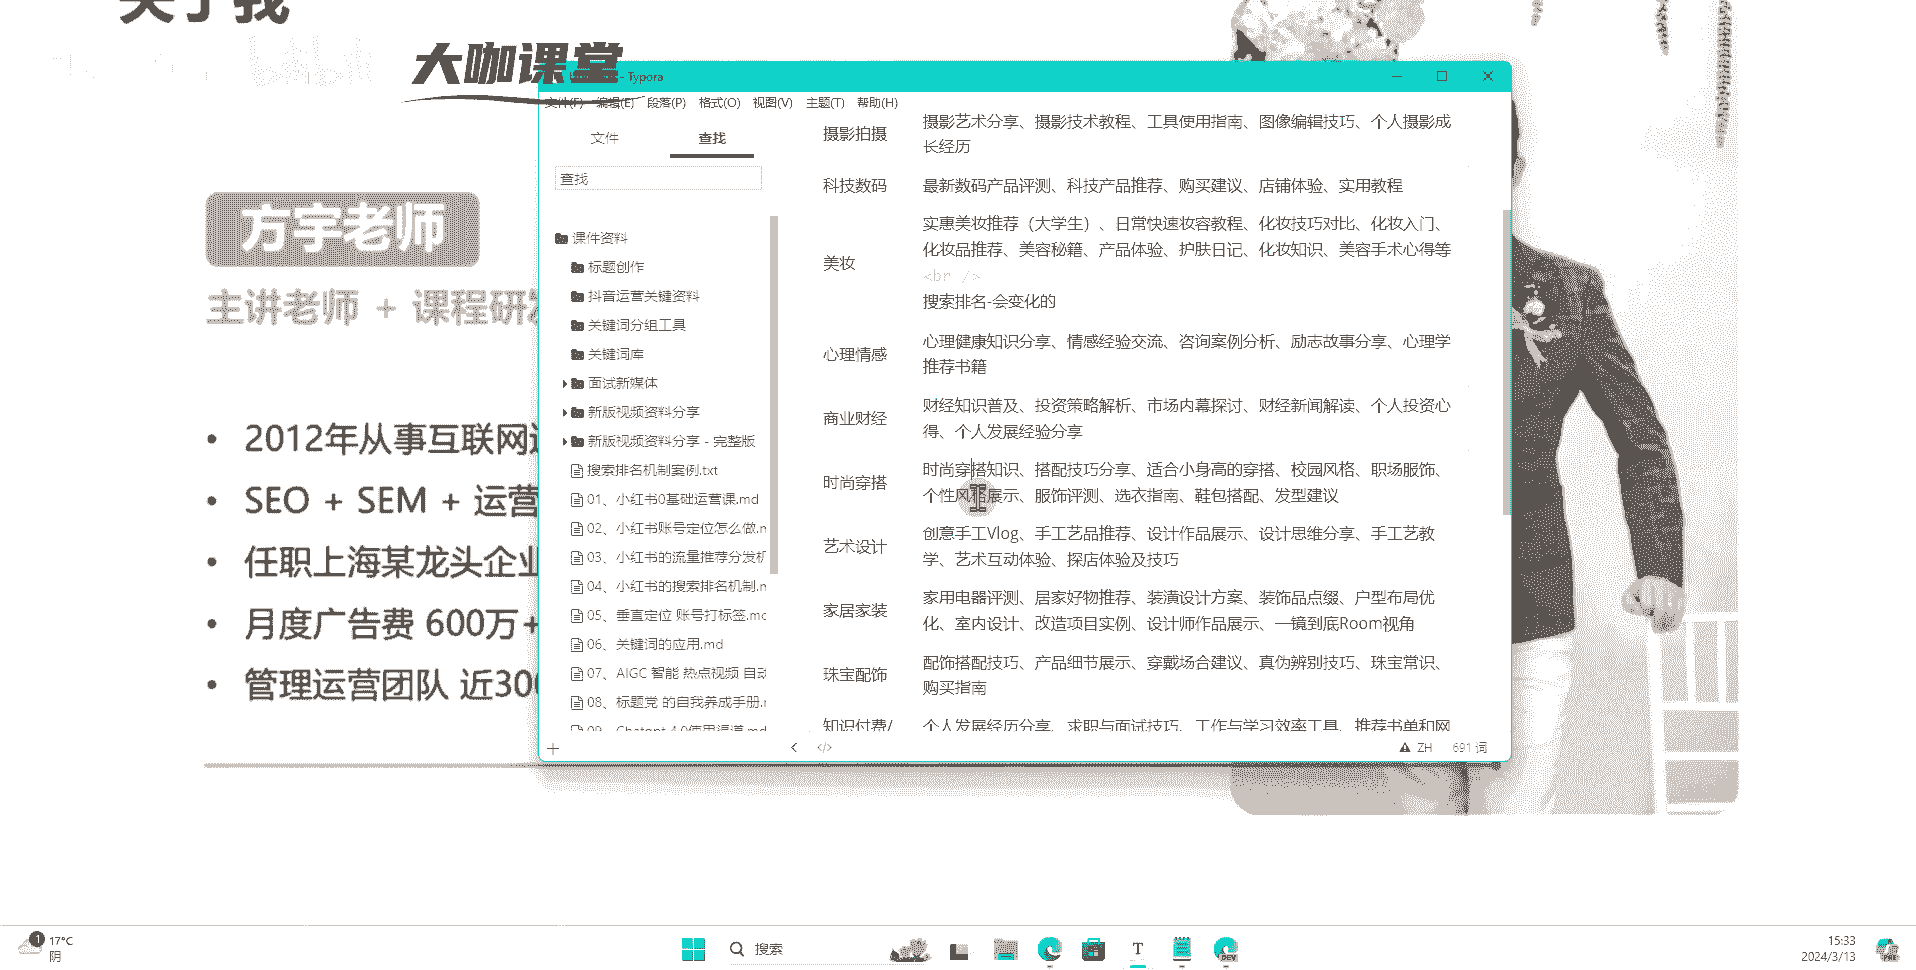 关于我
大咖课堂
- Typora
文件(F) 编辑(E) 段落(P) 格式(O) 视图(V) 主题(T) 帮助(H)
文件
查找
查找
课件资料
标题创作
抖音运营关键资料
关键词分组工具
关键词库
面试新媒体
新版视频资料分享
新版视频资料分享 - 完整版
搜索排名机制案例.txt
01、小红书0基础运营课.md
02、小红书账号定位怎么做.
03、小红书的流量推荐分发机
04、小红书的搜索排名机制.
05、垂直定位 账号打标签.mc
06、关键词的应用.md
07、AIGC 智能 热点视频 自动
08、标题党 的自我养成手册.
09、Chatgpt 4.0使用渠道.md
摄影拍摄
摄影艺术分享、摄影技术教程、工具使用指南、图像编辑技巧、个人摄影成
长经历
科技数码
最新数码产品评测、科技产品推荐、购买建议、店铺体验、实用教程
美妆
实惠美妆推荐（大学生）、日常快速妆容教程、化妆技巧对比、化妆入门、
化妆品推荐、美容秘籍、产品体验、护肤日记、化妆知识、美容手术心得等
<br />
搜索排名-会变化的
心理情感
心理健康知识分享、情感经验交流、咨询案例分析、励志故事分享、心理学
推荐书籍
商业财经
财经知识普及、投资策略解析、市场内幕探讨、财经新闻解读、个人投资心
得、个人发展经验分享
时尚穿搭
时尚穿搭知识、搭配技巧分享、适合小身高的穿搭、校园风格、职场服饰、
个性风格展示、服饰评测、选衣指南、鞋包搭配、发型建议
艺术设计
创意手工Vlog、手工艺品推荐、设计作品展示、设计思维分享、手工艺教
学、艺术互动体验、探店体验及技巧
家居家装
家用电器评测、居家好物推荐、装潢设计方案、装饰品点缀、户型布局优
化、室内设计、改造项目实例、设计师作品展示、一镜到底Room视角
珠宝配饰
配饰搭配技巧、产品细节展示、穿戴场合建议、真伪辨别技巧、珠宝常识、
购买指南
知识付费/
个人发展经历分享、求职与面试技巧、工作与学习效率工具、推荐书单和网
ZH 691 词
方宇老师
主讲老师 + 课程研发
• 2012年从事互联网
• SEO + SEM + 运营
• 任职上海某龙头企业
• 月度广告费 600万+
• 管理运营团队 近300
1
17°C
阴
搜索
T
DEV
15:33
2024/3/13
PRE